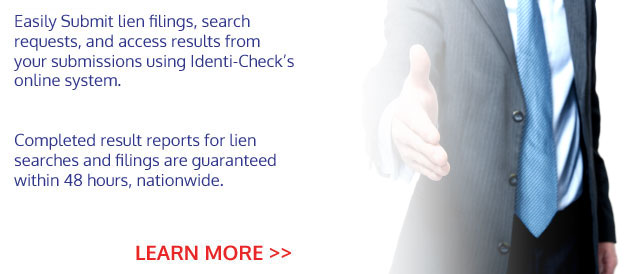 Easily Submit lien filings, search
requests, and access results from
your submissions using Identi-Check’s
online system.
Completed result reports for lien
searches and filings are guaranteed
within 48 hours, nationwide.
LEARN MORE >>